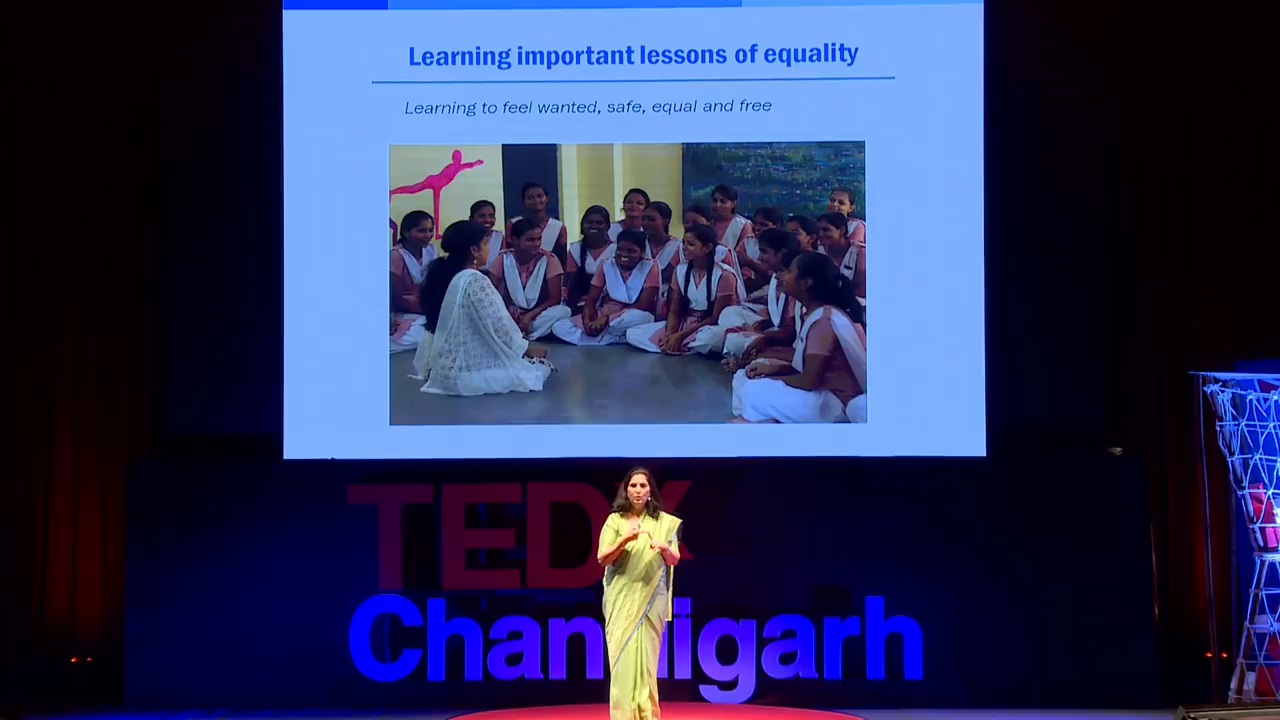 Learning important lessons of equality
Learning to feel wanted, safe, equal and free
TEDx
Chandigarh